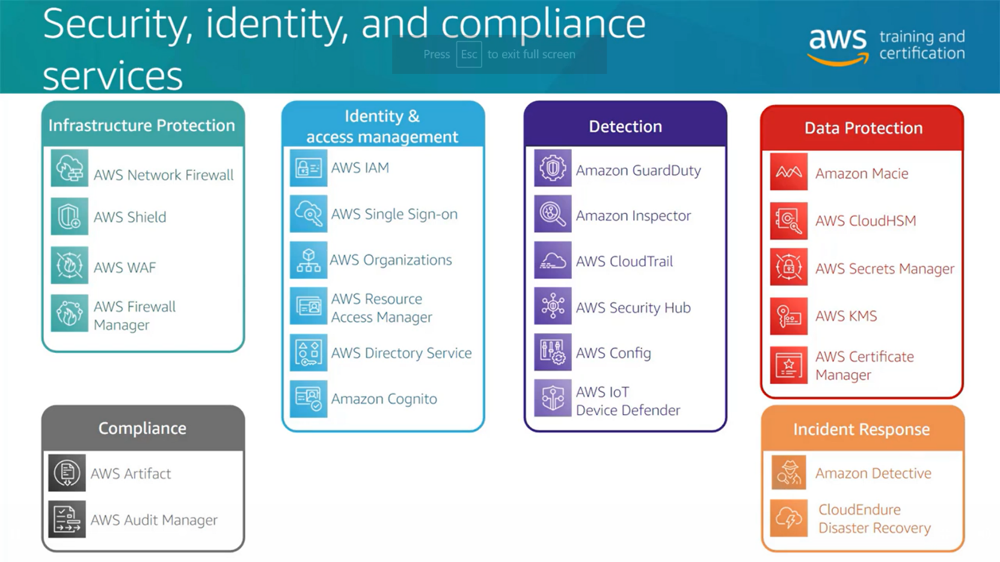 Security, identity, and compliance
services
Press Esc to exit full screen
aws training and
certification
Infrastructure Protection
AWS Network Firewall
AWS Shield
AWS WAF
AWS Firewall
Manager
Identity &
access management
AWS IAM
AWS Single Sign-on
AWS Organizations
AWS Resource
Access Manager
AWS Directory Service
Amazon Cognito
Detection
Amazon GuardDuty
Amazon Inspector
AWS CloudTrail
AWS Security Hub
AWS Config
AWS IoT
Device Defender
Data Protection
Amazon Macie
AWS CloudHSM
AWS Secrets Manager
AWS KMS
AWS Certificate
Manager
Compliance
AWS Artifact
AWS Audit Manager
Incident Response
Amazon Detective
CloudEndure
Disaster Recovery